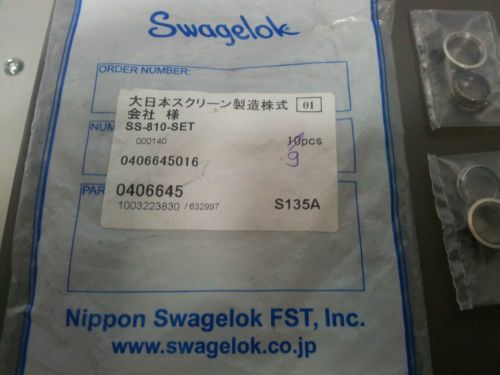 Swagelok
ORDER NUMBER:
大日本スクリーン製造株式 01
会社 様
NUM SS-810-SET
000140 10pcs
0406645016 9
PAR 0406645
1003223830 / 632997 S135A
Nippon Swagelok FST, Inc.
www.swagelok.co.jp